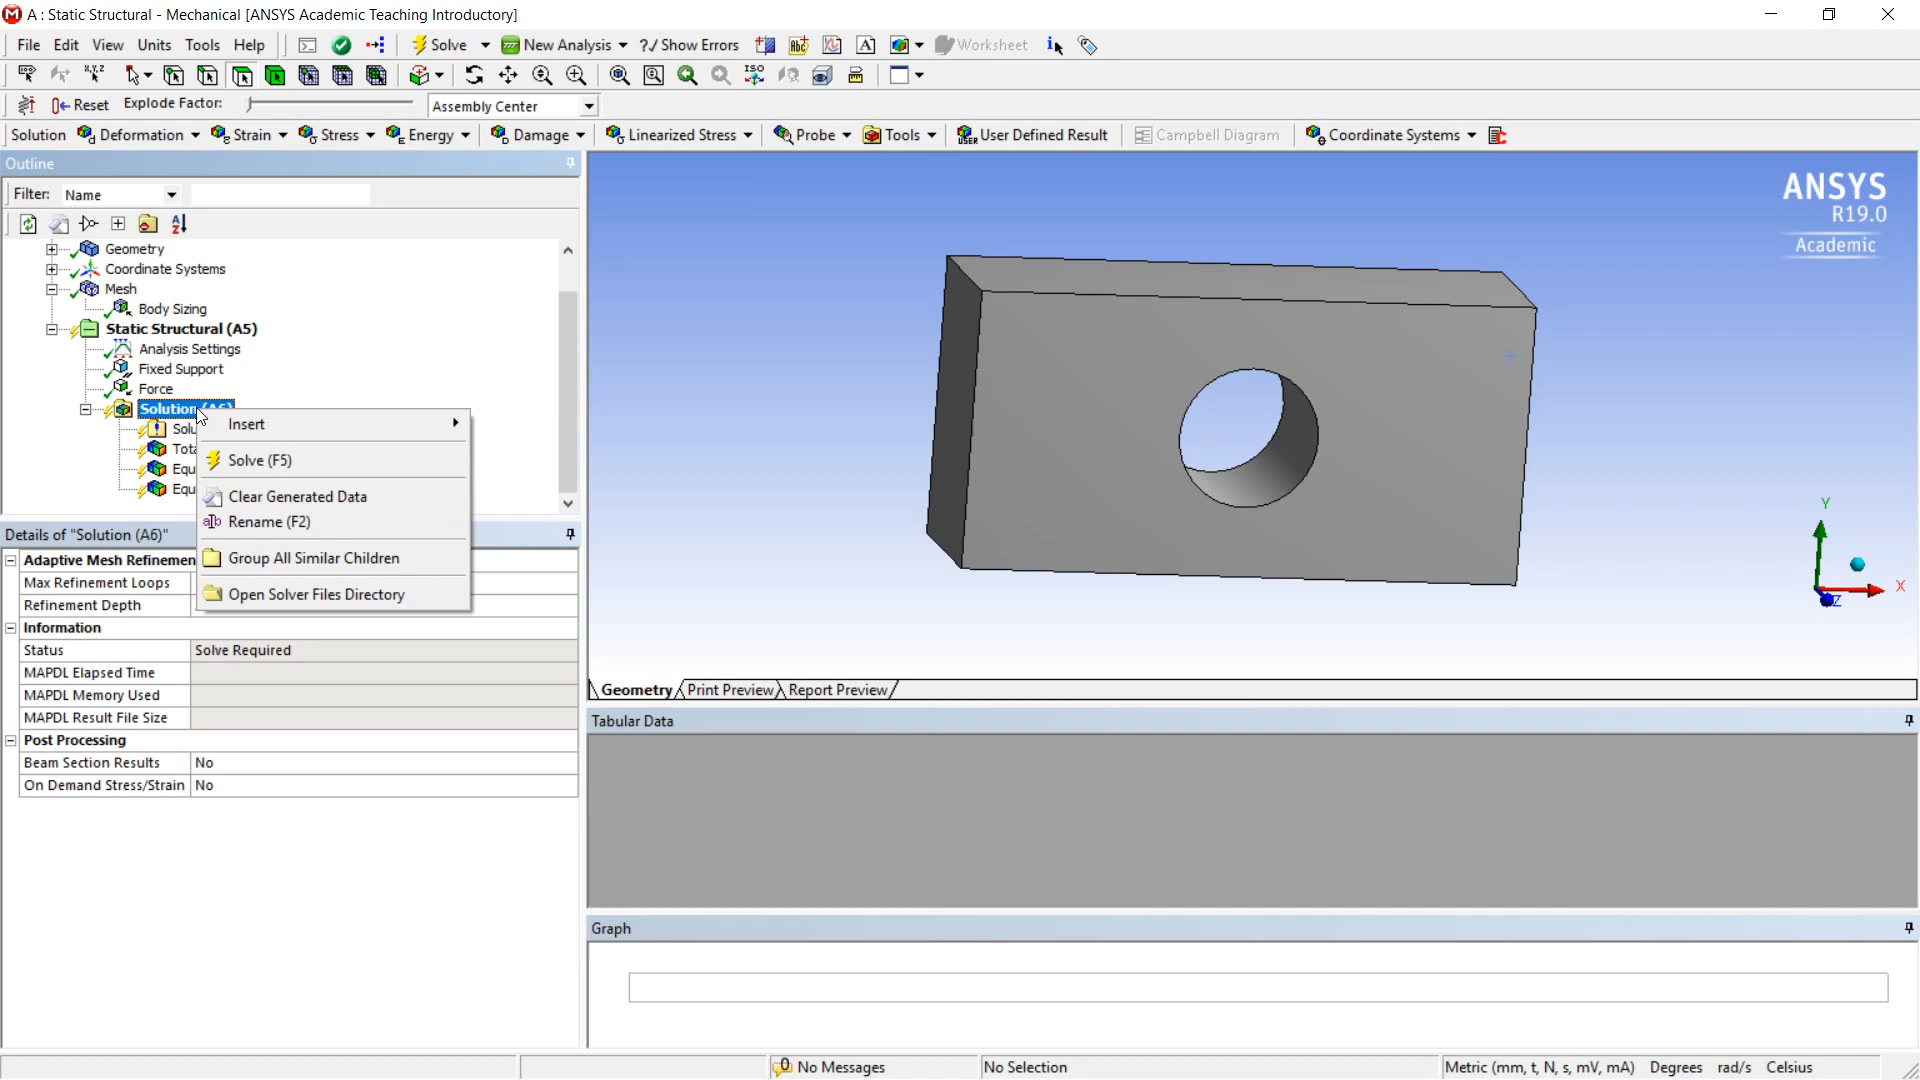 A : Static Structural - Mechanical [ANSYS Academic Teaching Introductory]
File Edit View Units Tools Help Solve New Analysis ?/ Show Errors Worksheet
Reset Explode Factor: Assembly Center
Solution Deformation Strain Stress Energy Damage Linearized Stress Probe Tools User Defined Result Campbell Diagram Coordinate Systems
Outline
Filter: Name
Geometry
Coordinate Systems
Mesh
Body Sizing
Static Structural (A5)
Analysis Settings
Fixed Support
Force
Solution (A6)
Solu
Tota
Equ
Equ
Insert
Solve (F5)
Clear Generated Data
Rename (F2)
Group All Similar Children
Open Solver Files Directory
Details of "Solution (A6)"
Adaptive Mesh Refinemen
Max Refinement Loops
Refinement Depth
Information
Status Solve Required
MAPDL Elapsed Time
MAPDL Memory Used
MAPDL Result File Size
Post Processing
Beam Section Results No
On Demand Stress/Strain No
ANSYS
R19.0
Academic
Y
X
Z
Geometry Print Preview Report Preview
Tabular Data
Graph
No Messages No Selection Metric (mm, t, N, s, mV, mA) Degrees rad/s Celsius